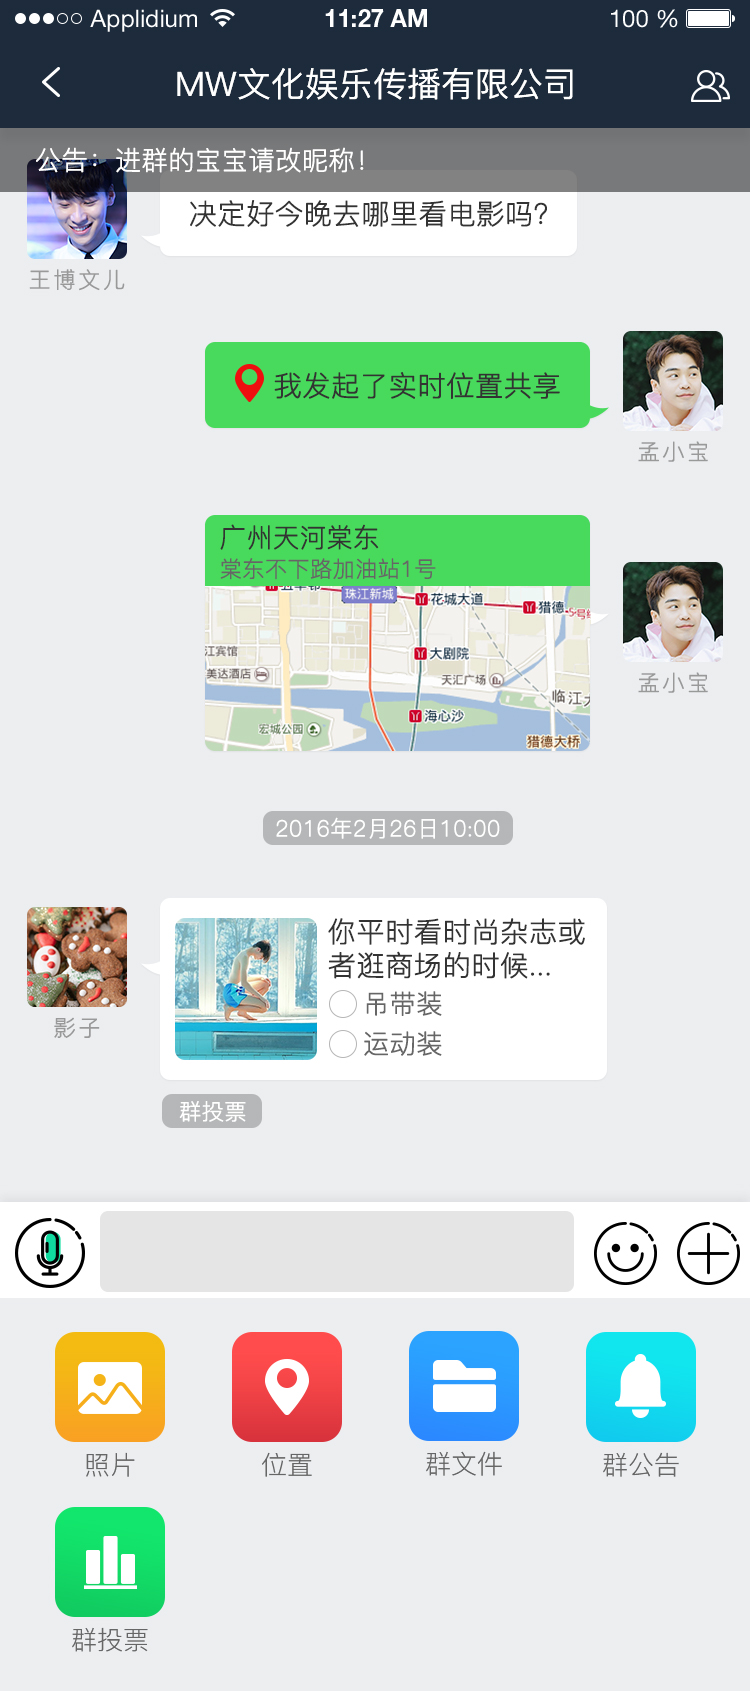 Applidium
11:27 AM
100 %
MW文化娱乐传播有限公司
公告：进群的宝宝请改昵称！
决定好今晚去哪里看电影吗？
王博文儿
我发起了实时位置共享
孟小宝
广州天河棠东
棠东不下路加油站1号
珠江新城
花城大道
猎德
江宾馆
大剧院
美达酒店
天汇广场
临江大
海心沙
宏城公园
猎德大桥
孟小宝
2016年2月26日10:00
你平时看时尚杂志或
者逛商场的时候...
吊带装
运动装
影子
群投票
照片
位置
群文件
群公告
群投票